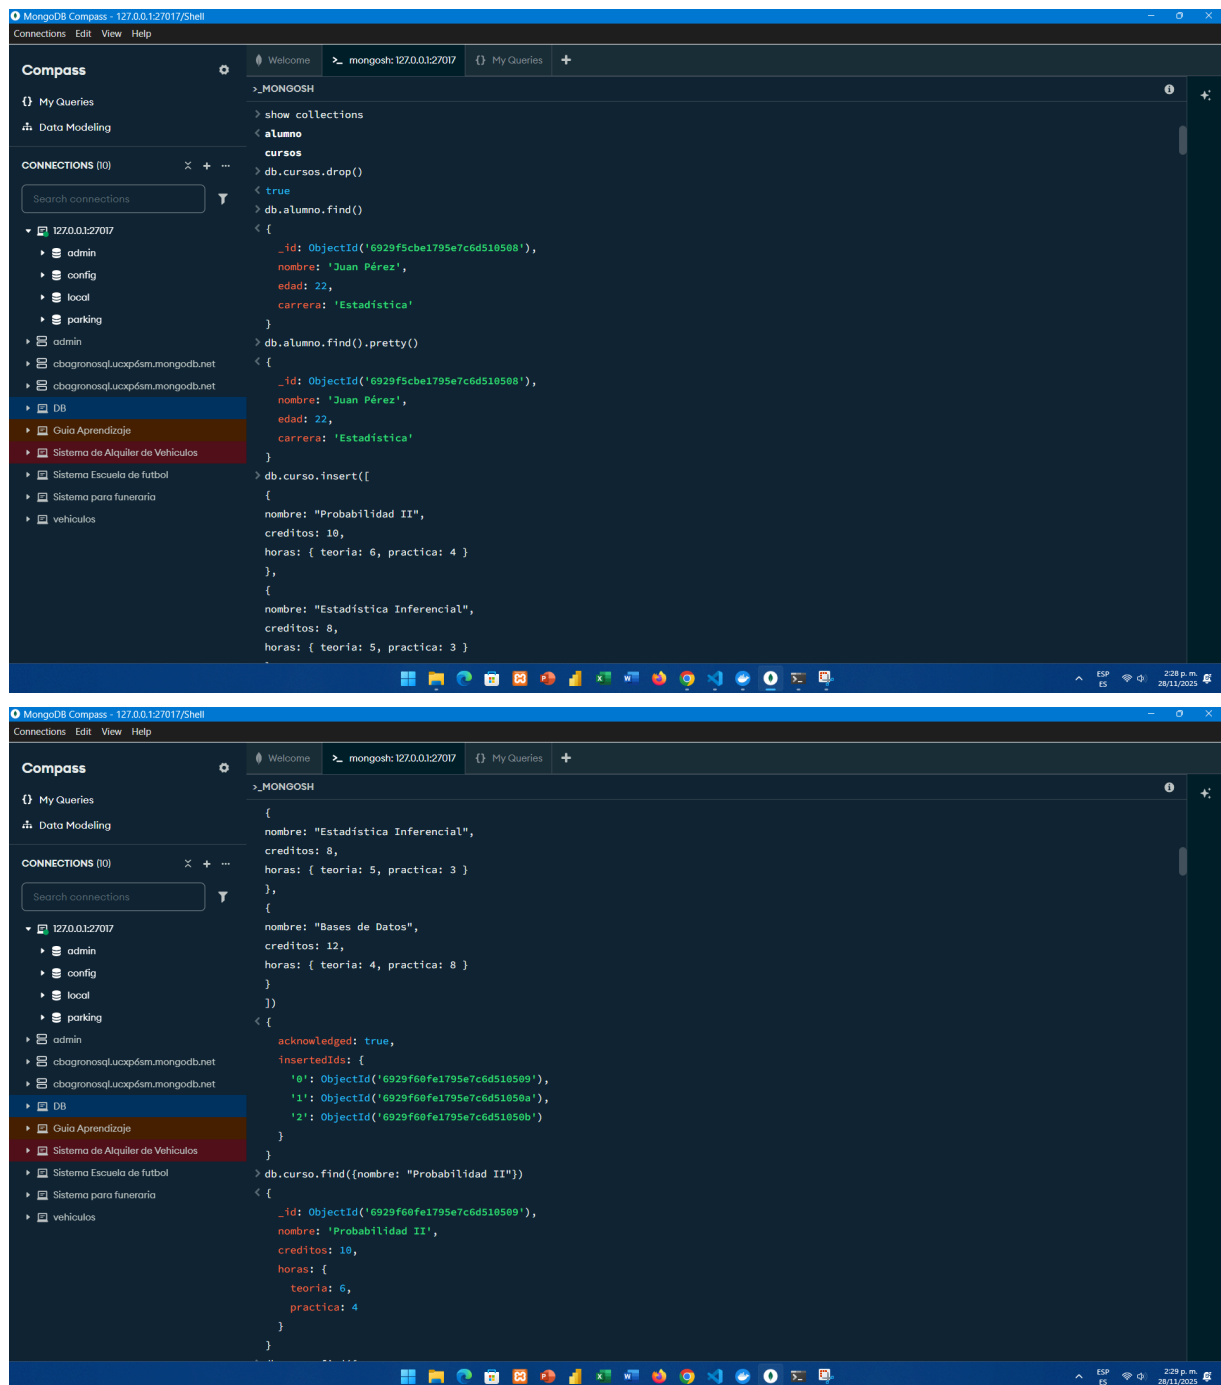 MongoDB Compass - 127.0.0.1:27017/Shell
Connections Edit View Help
Compass
{} My Queries
Data Modeling
CONNECTIONS (10)
Search connections
127.0.0.1:27017
admin
config
local
parking
admin
cbagronosql.ucxp6sm.mongodb.net
cbagronosql.ucxp6sm.mongodb.net
DB
Guia Aprendizaje
Sistema de Alquiler de Vehiculos
Sistema Escuela de futbol
Sistema para funeraria
vehiculos
Welcome >_ mongosh: 127.0.0.1:27017 {} My Queries +
>_MONGOSH
> show collections
< alumno
cursos
> db.cursos.drop()
< true
> db.alumno.find()
< {
_id: ObjectId('6929f5cbe1795e7c6d510508'),
nombre: 'Juan Pérez',
edad: 22,
carrera: 'Estadística'
}
> db.alumno.find().pretty()
< {
_id: ObjectId('6929f5cbe1795e7c6d510508'),
nombre: 'Juan Pérez',
edad: 22,
carrera: 'Estadística'
}
> db.curso.insert([
{
nombre: "Probabilidad II",
creditos: 10,
horas: { teoria: 6, practica: 4 }
},
{
nombre: "Estadística Inferencial",
creditos: 8,
horas: { teoria: 5, practica: 3 }
ESP
ES
2:28 p. m.
28/11/2025
MongoDB Compass - 127.0.0.1:27017/Shell
Connections Edit View Help
Compass
{} My Queries
Data Modeling
CONNECTIONS (10)
Search connections
127.0.0.1:27017
admin
config
local
parking
admin
cbagronosql.ucxp6sm.mongodb.net
cbagronosql.ucxp6sm.mongodb.net
DB
Guia Aprendizaje
Sistema de Alquiler de Vehiculos
Sistema Escuela de futbol
Sistema para funeraria
vehiculos
Welcome >_ mongosh: 127.0.0.1:27017 {} My Queries +
>_MONGOSH
{
nombre: "Estadística Inferencial",
creditos: 8,
horas: { teoria: 5, practica: 3 }
},
{
nombre: "Bases de Datos",
creditos: 12,
horas: { teoria: 4, practica: 8 }
}
])
< {
acknowledged: true,
insertedIds: {
'0': ObjectId('6929f60fe1795e7c6d510509'),
'1': ObjectId('6929f60fe1795e7c6d51050a'),
'2': ObjectId('6929f60fe1795e7c6d51050b')
}
}
> db.curso.find({nombre: "Probabilidad II"})
< {
_id: ObjectId('6929f60fe1795e7c6d510509'),
nombre: 'Probabilidad II',
creditos: 10,
horas: {
teoria: 6,
practica: 4
}
}
ESP
ES
2:29 p. m.
28/11/2025